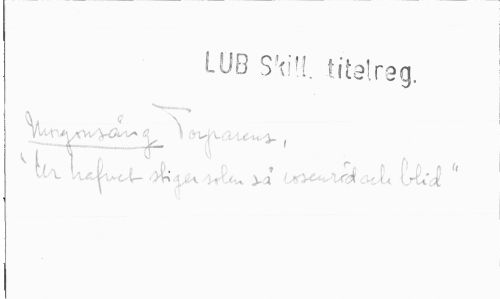 LUB Skill. titelreg.
Morgonsång Torparens,
"Ur hafvet stiger solen så rosenröd och blid"